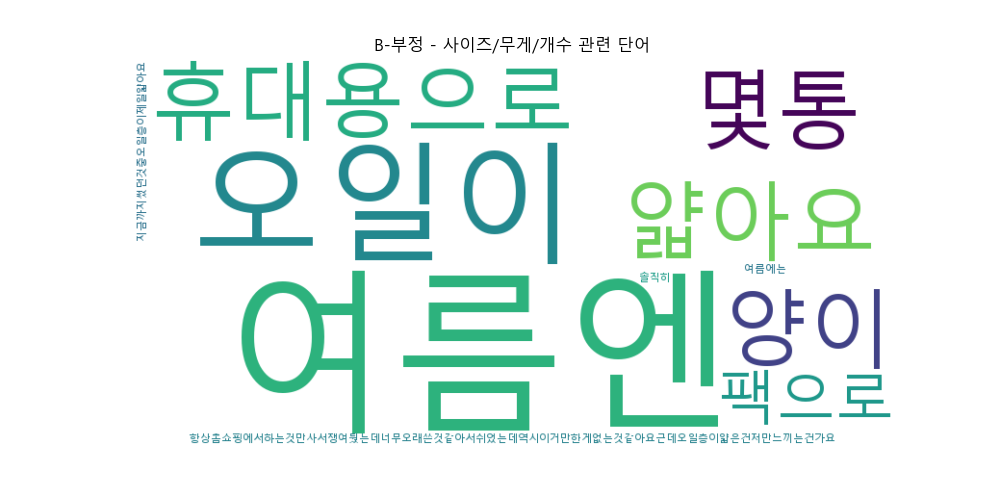 B-부정 - 사이즈/무게/개수 관련 단어
휴대용으로
몇통
지금까지썼던것중오일층이제일얇아요
오일이
얇아요
여름에는
솔직히
여름엔
양이
팩으로
항상홈쇼핑에서하는것만사서쟁여뒀는데너무오래쓴것같아서쉬었는데역시이거만한게없는것같아요근데오일층이얇은건저만느끼는건가요